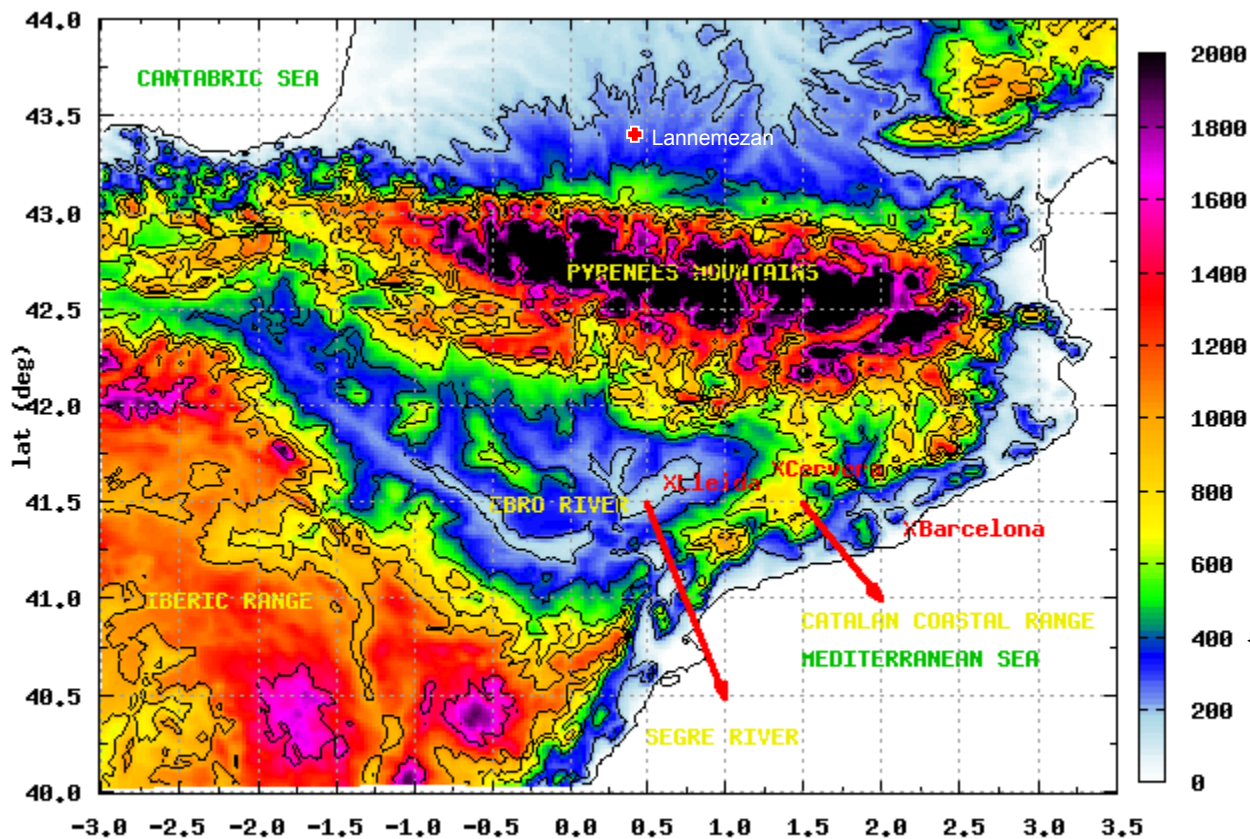 44.0
2000
CANTABRIC SEA
43.5
1800
Lannemezan
43.0
1600
PYRENEES MOUNTAINS
1400
42.5
1200
42.0
lat (deg)
1000
XCervera
XLleida
41.5
EBRO RIVER
800
XBarcelona
600
41.0
IBERIC RANGE
CATALAN COASTAL RANGE
400
MEDITERRANEAN SEA
40.5
200
SEGRE RIVER
40.0
0
-3.0 -2.5 -2.0 -1.5 -1.0 -0.5 0.0 0.5 1.0 1.5 2.0 2.5 3.0 3.5